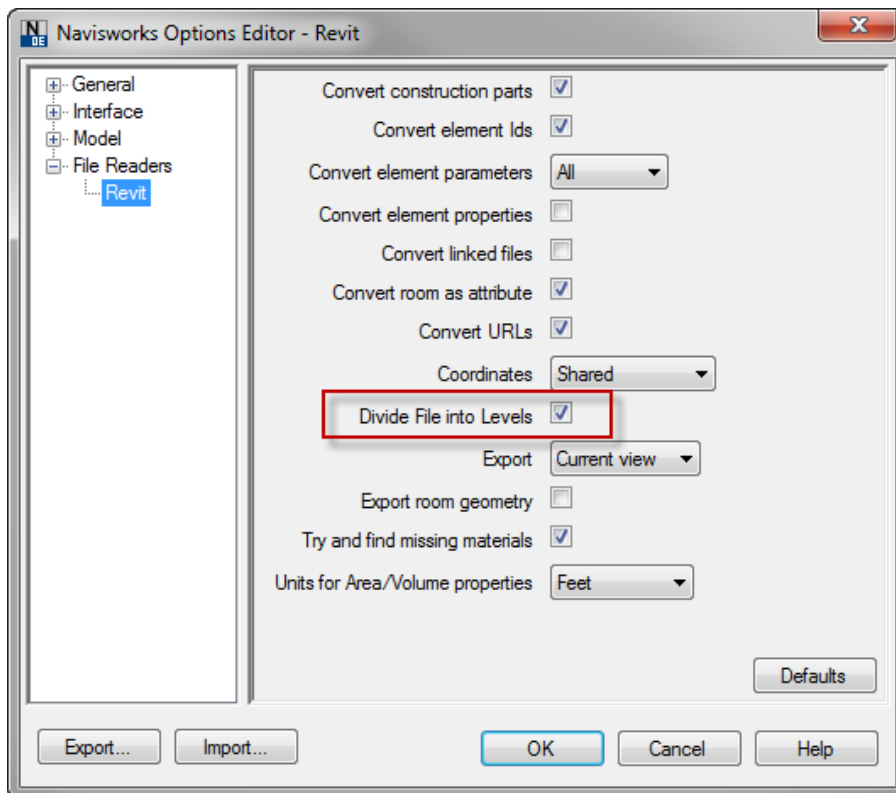 N
DE
Navisworks Options Editor - Revit
General
Interface
Model
File Readers
Revit
Convert construction parts
Convert element Ids
Convert element parameters All
Convert element properties
Convert linked files
Convert room as attribute
Convert URLs
Coordinates Shared
Divide File into Levels
Export Current view
Export room geometry
Try and find missing materials
Units for Area/Volume properties Feet
Defaults
Export... Import... OK Cancel Help